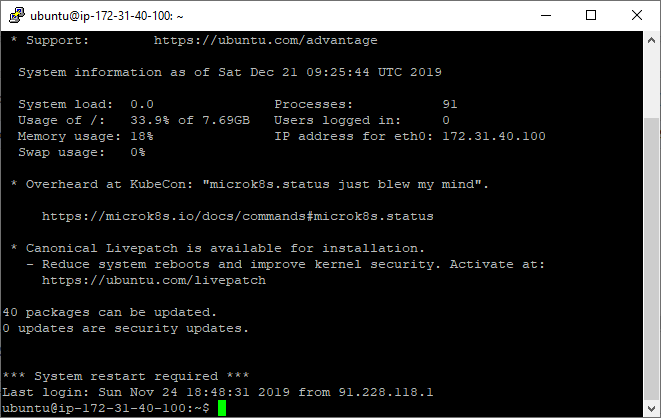 ubuntu@ip-172-31-40-100: ~
* Support:        https://ubuntu.com/advantage
System information as of Sat Dec 21 09:25:44 UTC 2019
System load:  0.0               Processes:           91
Usage of /:   33.9% of 7.69GB   Users logged in:     0
Memory usage: 18%               IP address for eth0: 172.31.40.100
Swap usage:   0%
* Overheard at KubeCon: "microk8s.status just blew my mind".
https://microk8s.io/docs/commands#microk8s.status
* Canonical Livepatch is available for installation.
- Reduce system reboots and improve kernel security. Activate at:
https://ubuntu.com/livepatch
40 packages can be updated.
0 updates are security updates.
*** System restart required ***
Last login: Sun Nov 24 18:48:31 2019 from 91.228.118.1
ubuntu@ip-172-31-40-100:~$